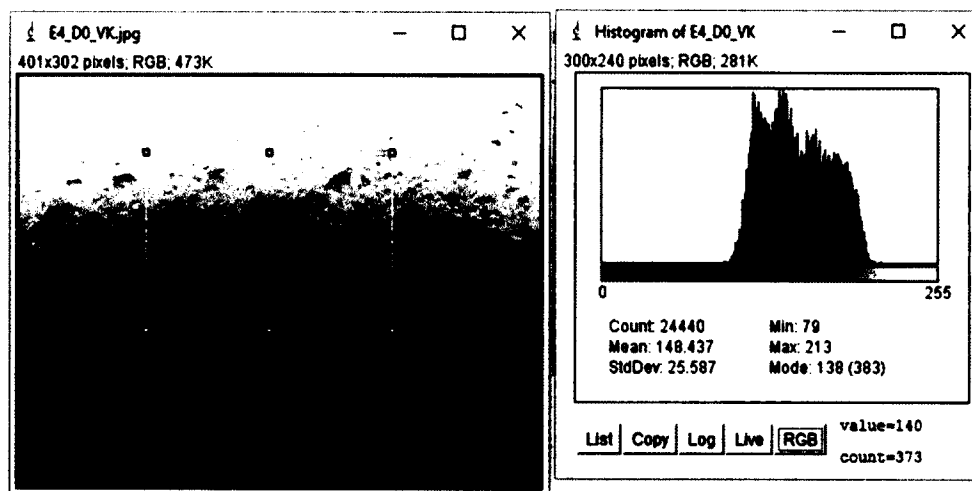 E4_D0_VK.jpg
401x302 pixels; RGB; 473K
Histogram of E4_D0_VK
300x240 pixels; RGB; 281K
0 255
Count: 24440 Min: 79
Mean: 148.437 Max: 213
StdDev: 25.587 Mode: 138 (383)
List Copy Log Live RGB
value=140
count=373